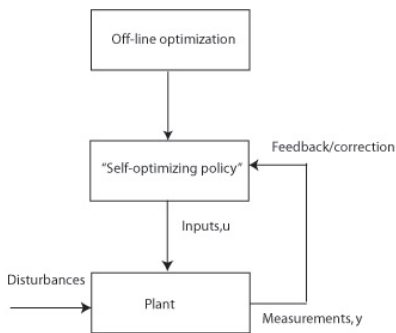 Off-line optimization
Feedback/correction
"Self-optimizing policy"
Inputs,u
Disturbances
Plant
Measurements, y